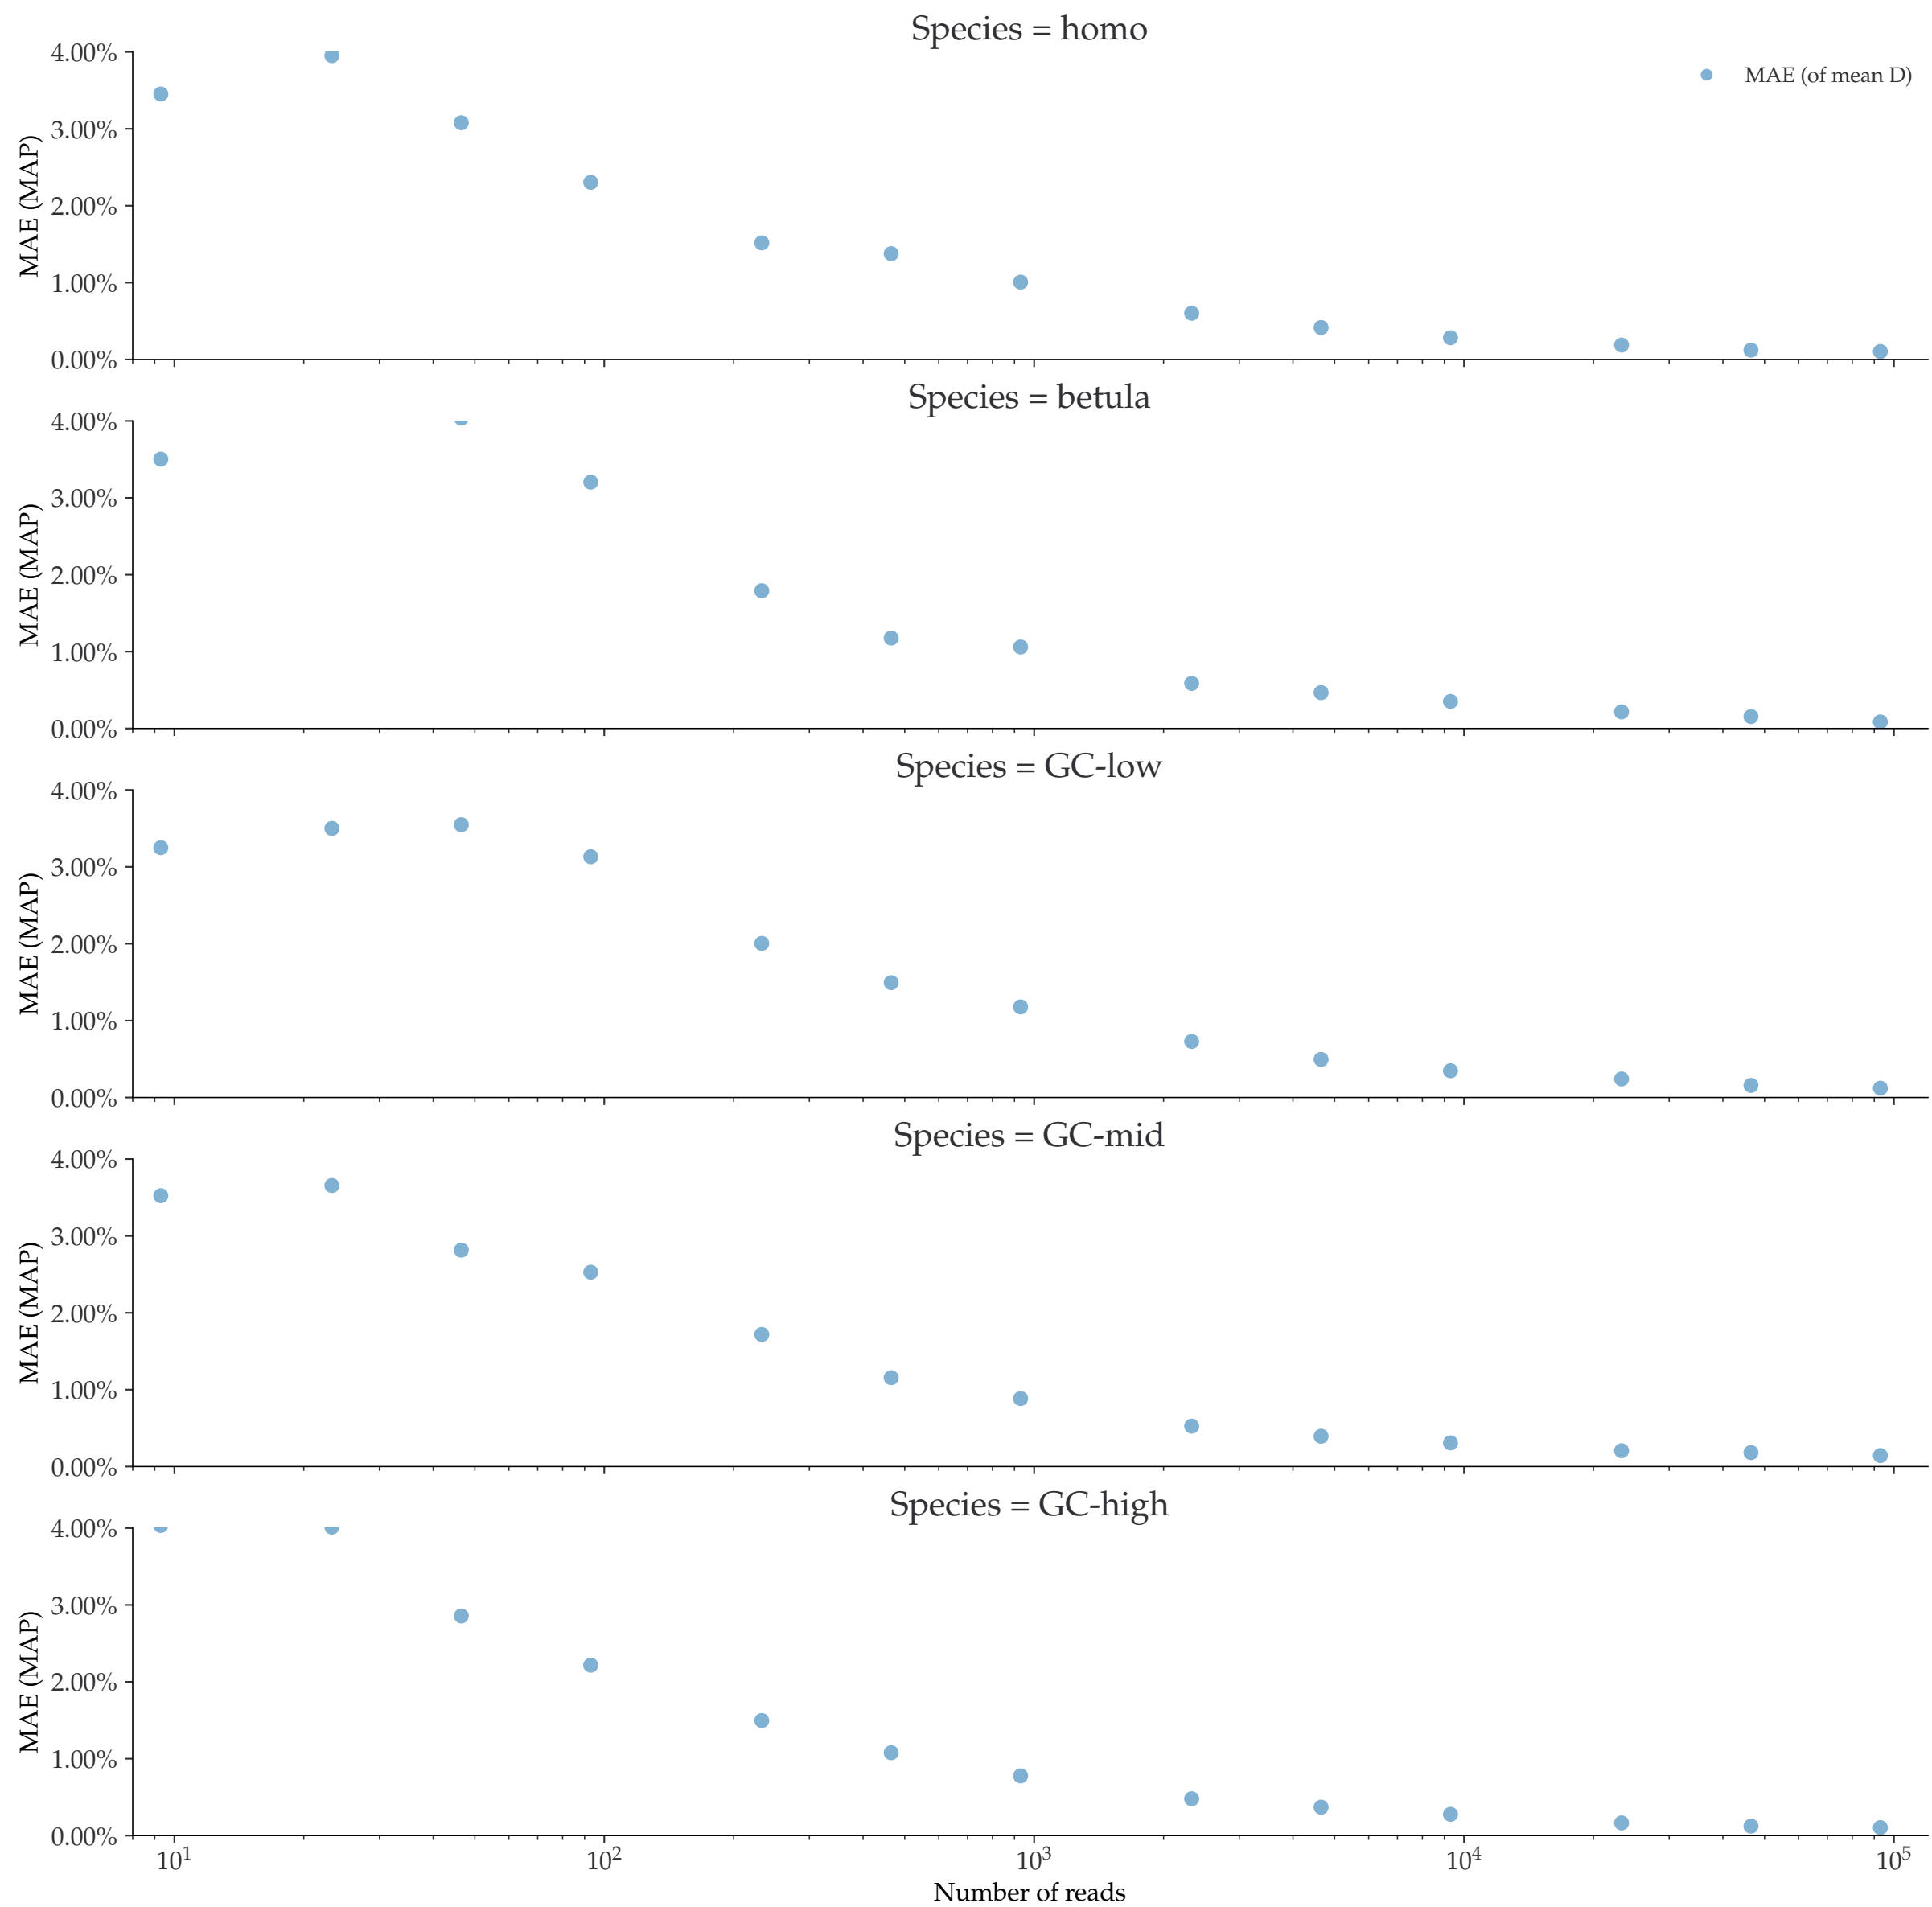 Species = homo
4.00%
3.00%
2.00%
1.00%
0.00%
MAE (MAP)
MAE (of mean D)
Species = betula
4.00%
3.00%
2.00%
1.00%
0.00%
MAE (MAP)
Species = GC-low
4.00%
3.00%
2.00%
1.00%
0.00%
MAE (MAP)
Species = GC-mid
4.00%
3.00%
2.00%
1.00%
0.00%
MAE (MAP)
Species = GC-high
4.00%
3.00%
2.00%
1.00%
0.00%
MAE (MAP)
10¹ 10² 10³ 10⁴ 10⁵
Number of reads